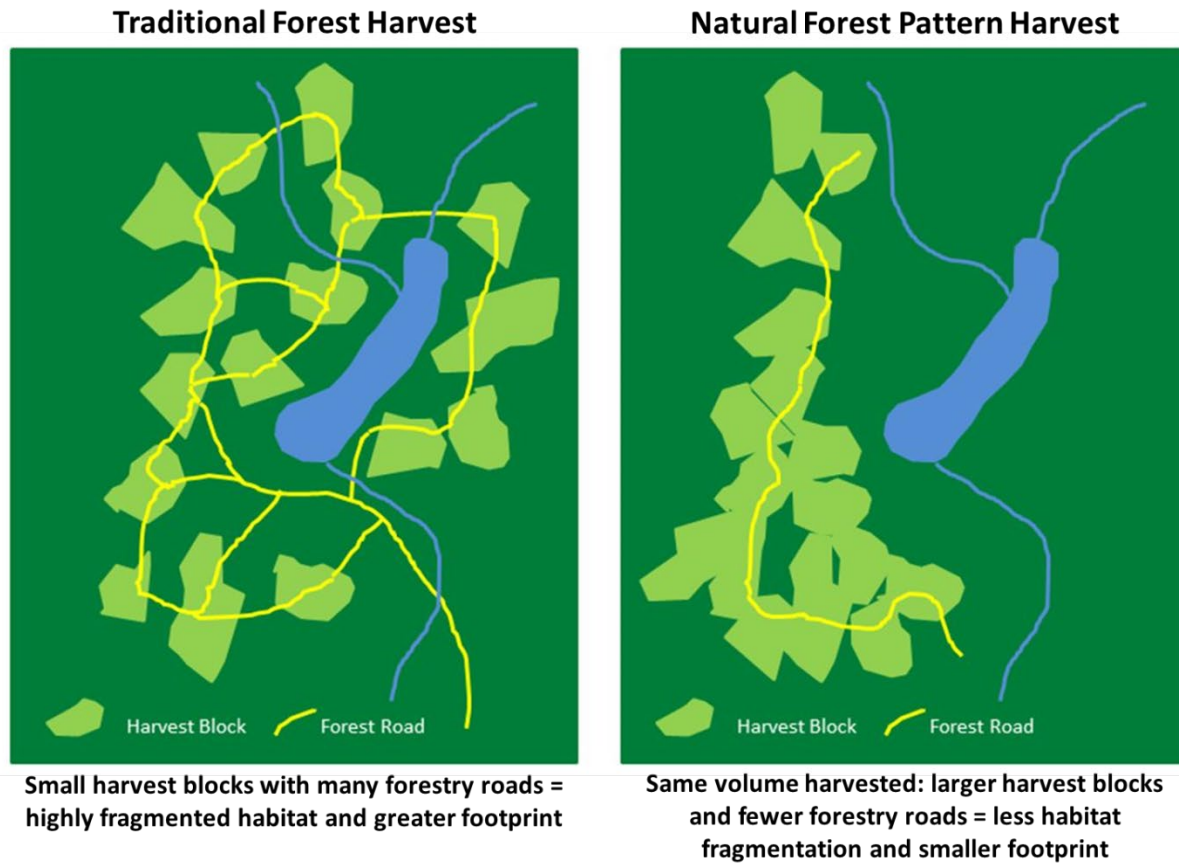 Traditional Forest Harvest
Harvest Block
Forest Road
Small harvest blocks with many forestry roads =
highly fragmented habitat and greater footprint
Natural Forest Pattern Harvest
Harvest Block
Forest Road
Same volume harvested: larger harvest blocks
and fewer forestry roads = less habitat
fragmentation and smaller footprint